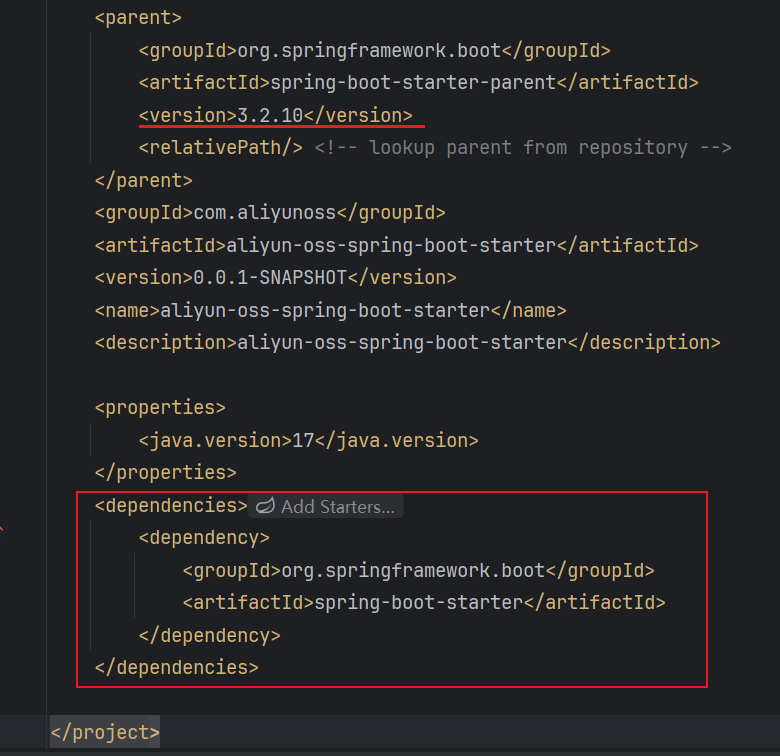 <parent>
<groupId>org.springframework.boot</groupId>
<artifactId>spring-boot-starter-parent</artifactId>
<version>3.2.10</version>
<relativePath/> <!-- lookup parent from repository -->
</parent>
<groupId>com.aliyunoss</groupId>
<artifactId>aliyun-oss-spring-boot-starter</artifactId>
<version>0.0.1-SNAPSHOT</version>
<name>aliyun-oss-spring-boot-starter</name>
<description>aliyun-oss-spring-boot-starter</description>
<properties>
<java.version>17</java.version>
</properties>
<dependencies> Add Starters...
<dependency>
<groupId>org.springframework.boot</groupId>
<artifactId>spring-boot-starter</artifactId>
</dependency>
</dependencies>
</project>